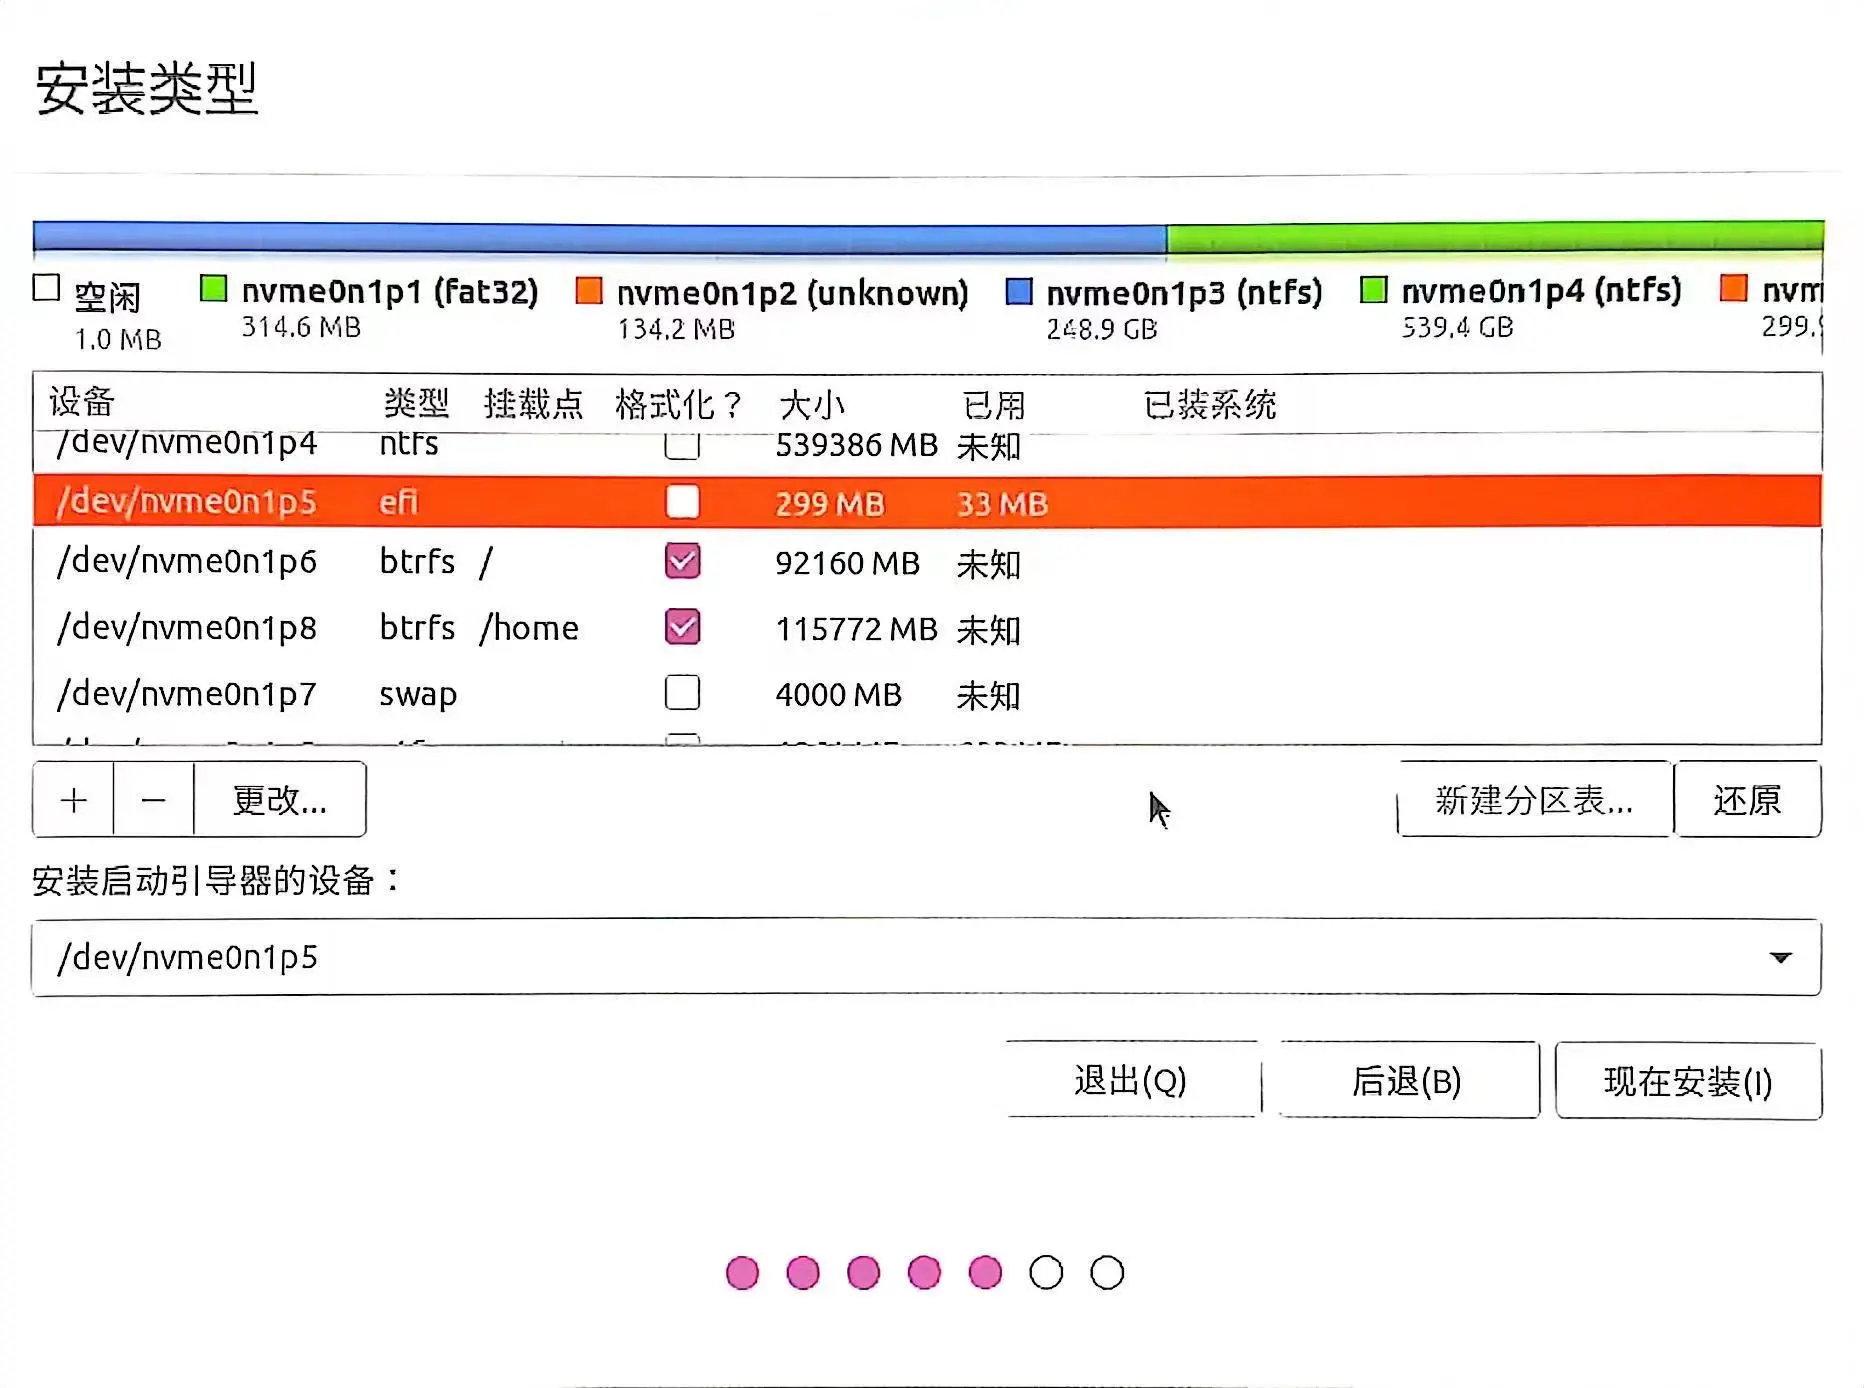 安装类型
空闲
1.0 MB
nvme0n1p1 (fat32)
314.6 MB
nvme0n1p2 (unknown)
134.2 MB
nvme0n1p3 (ntfs)
248.9 GB
nvme0n1p4 (ntfs)
539.4 GB
nvm
299.9
设备 类型 挂载点 格式化？ 大小 已用 已装系统
/dev/nvme0n1p4 ntfs 539386 MB 未知
/dev/nvme0n1p5 efi 299 MB 33 MB
/dev/nvme0n1p6 btrfs / 92160 MB 未知
/dev/nvme0n1p8 btrfs /home 115772 MB 未知
/dev/nvme0n1p7 swap 4000 MB 未知
+ − 更改... 新建分区表... 还原
安装启动引导器的设备：
/dev/nvme0n1p5
退出(Q) 后退(B) 现在安装(I)